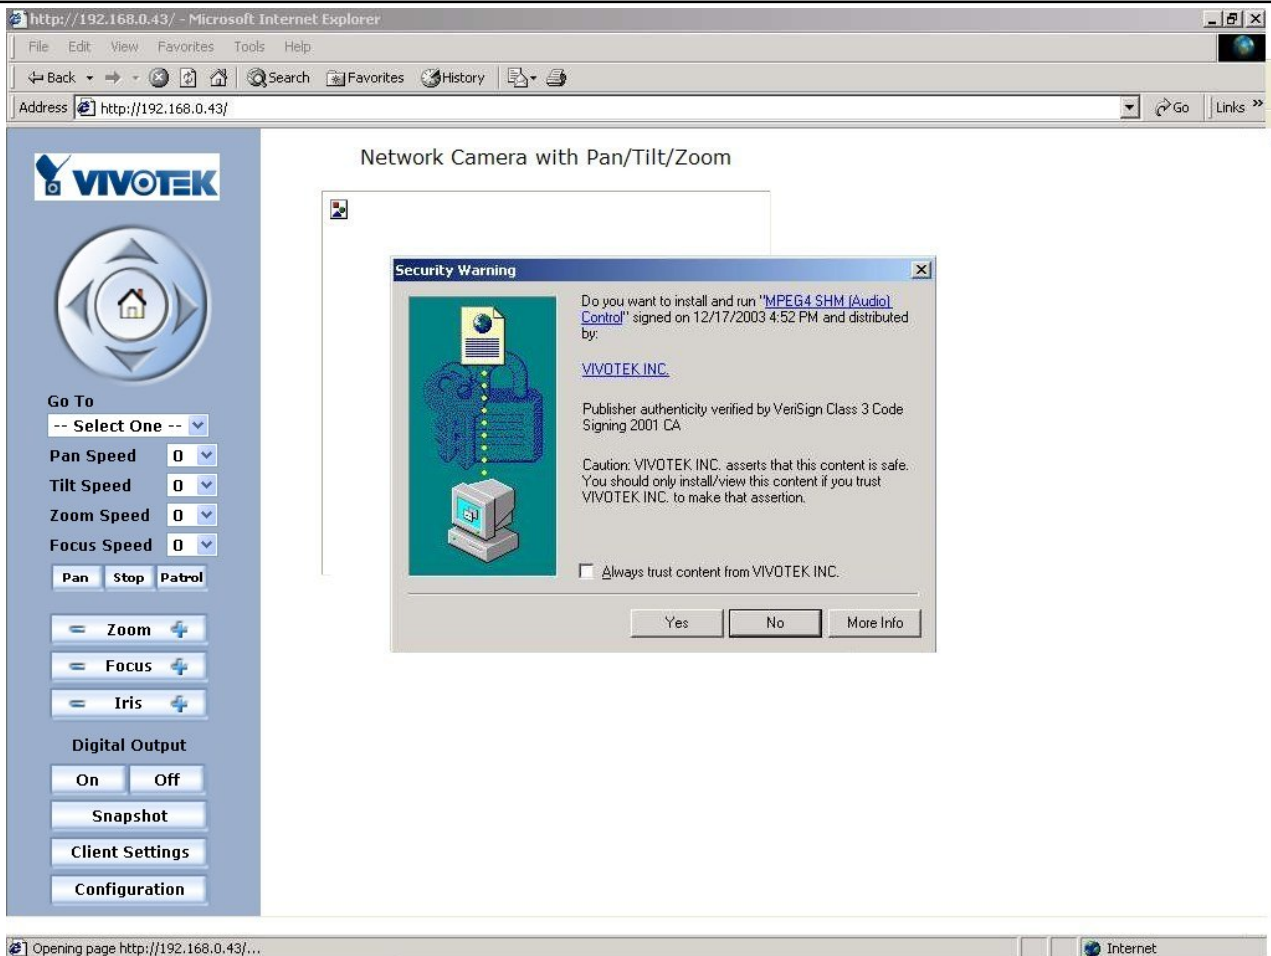 http://192.168.0.43/ - Microsoft Internet Explorer
File Edit View Favorites Tools Help
Back Search Favorites History
Address http://192.168.0.43/ Go Links »
VIVOTEK
Network Camera with Pan/Tilt/Zoom
Go To
-- Select One --
Pan Speed 0
Tilt Speed 0
Zoom Speed 0
Focus Speed 0
Pan Stop Patrol
Zoom
Focus
Iris
Digital Output
On Off
Snapshot
Client Settings
Configuration
Security Warning
Do you want to install and run "MPEG4 SHM (Audio)
Control" signed on 12/17/2003 4:52 PM and distributed
by:
VIVOTEK INC.
Publisher authenticity verified by VeriSign Class 3 Code
Signing 2001 CA
Caution: VIVOTEK INC. asserts that this content is safe.
You should only install/view this content if you trust
VIVOTEK INC. to make that assertion.
Always trust content from VIVOTEK INC.
Yes No More Info
Opening page http://192.168.0.43/... Internet